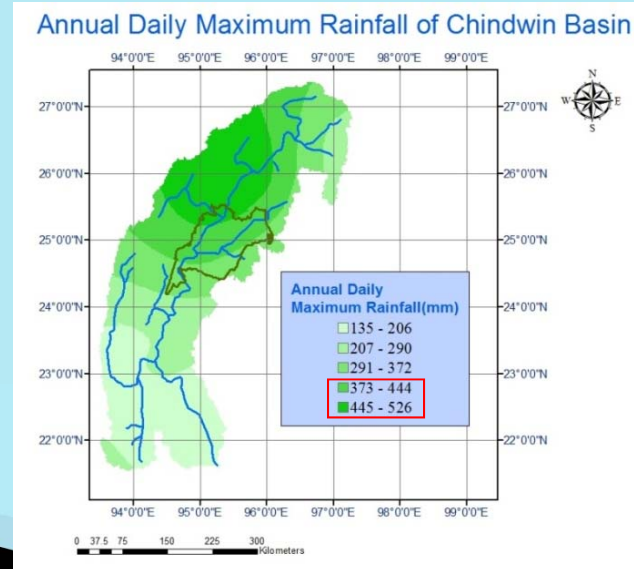 Annual Daily Maximum Rainfall of Chindwin Basin
94°0'0"E 95°0'0"E 96°0'0"E 97°0'0"E 98°0'0"E 99°0'0"E
N
W E
S
27°0'0"N 27°0'0"N
26°0'0"N 26°0'0"N
25°0'0"N 25°0'0"N
24°0'0"N 24°0'0"N
23°0'0"N 23°0'0"N
22°0'0"N 22°0'0"N
Annual Daily
Maximum Rainfall(mm)
135 - 206
207 - 290
291 - 372
373 - 444
445 - 526
94°0'0"E 95°0'0"E 96°0'0"E 97°0'0"E 98°0'0"E 99°0'0"E
0 37.5 75 150 225 300
Kilometers